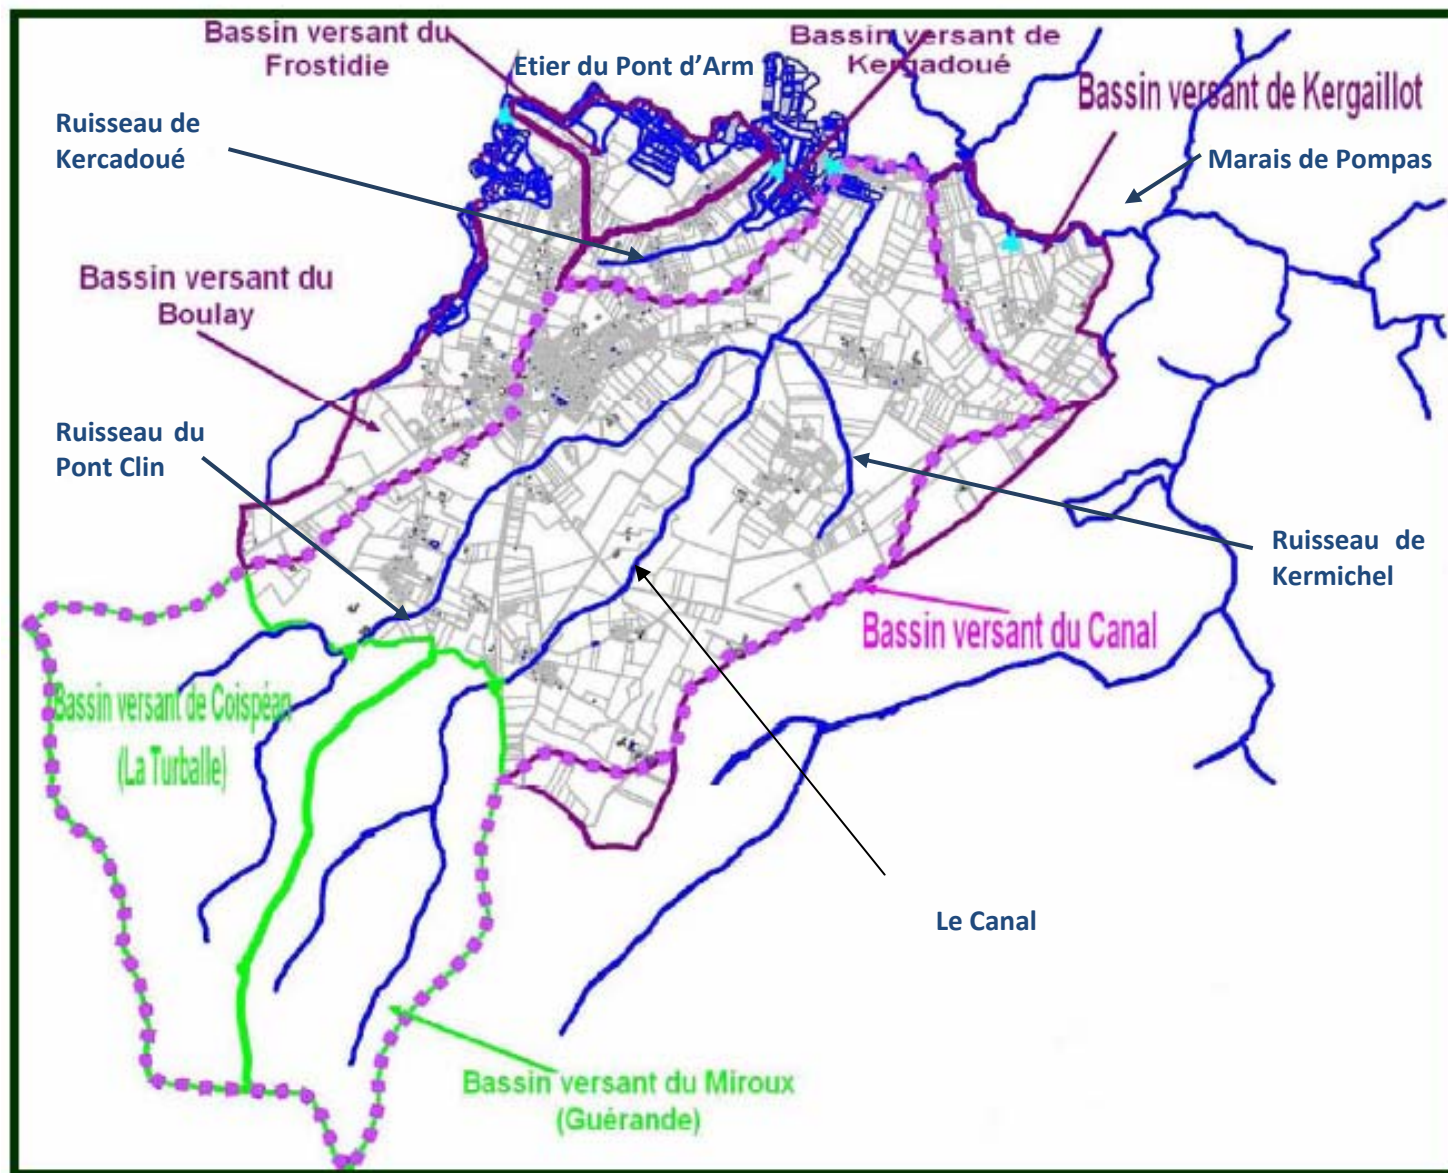 Bassin versant du
Frostidie
Etier du Pont d’Arm
Bassin versant de
Kergadoué
Bassin versant de Kergaillot
Ruisseau de
Kercadoué
Marais de Pompas
Bassin versant du
Boulay
Ruisseau du
Pont Clin
Ruisseau de
Kermichel
Bassin versant du Canal
Bassin versant de Coispéan
(La Turballe)
Le Canal
Bassin versant du Miroux
(Guérande)